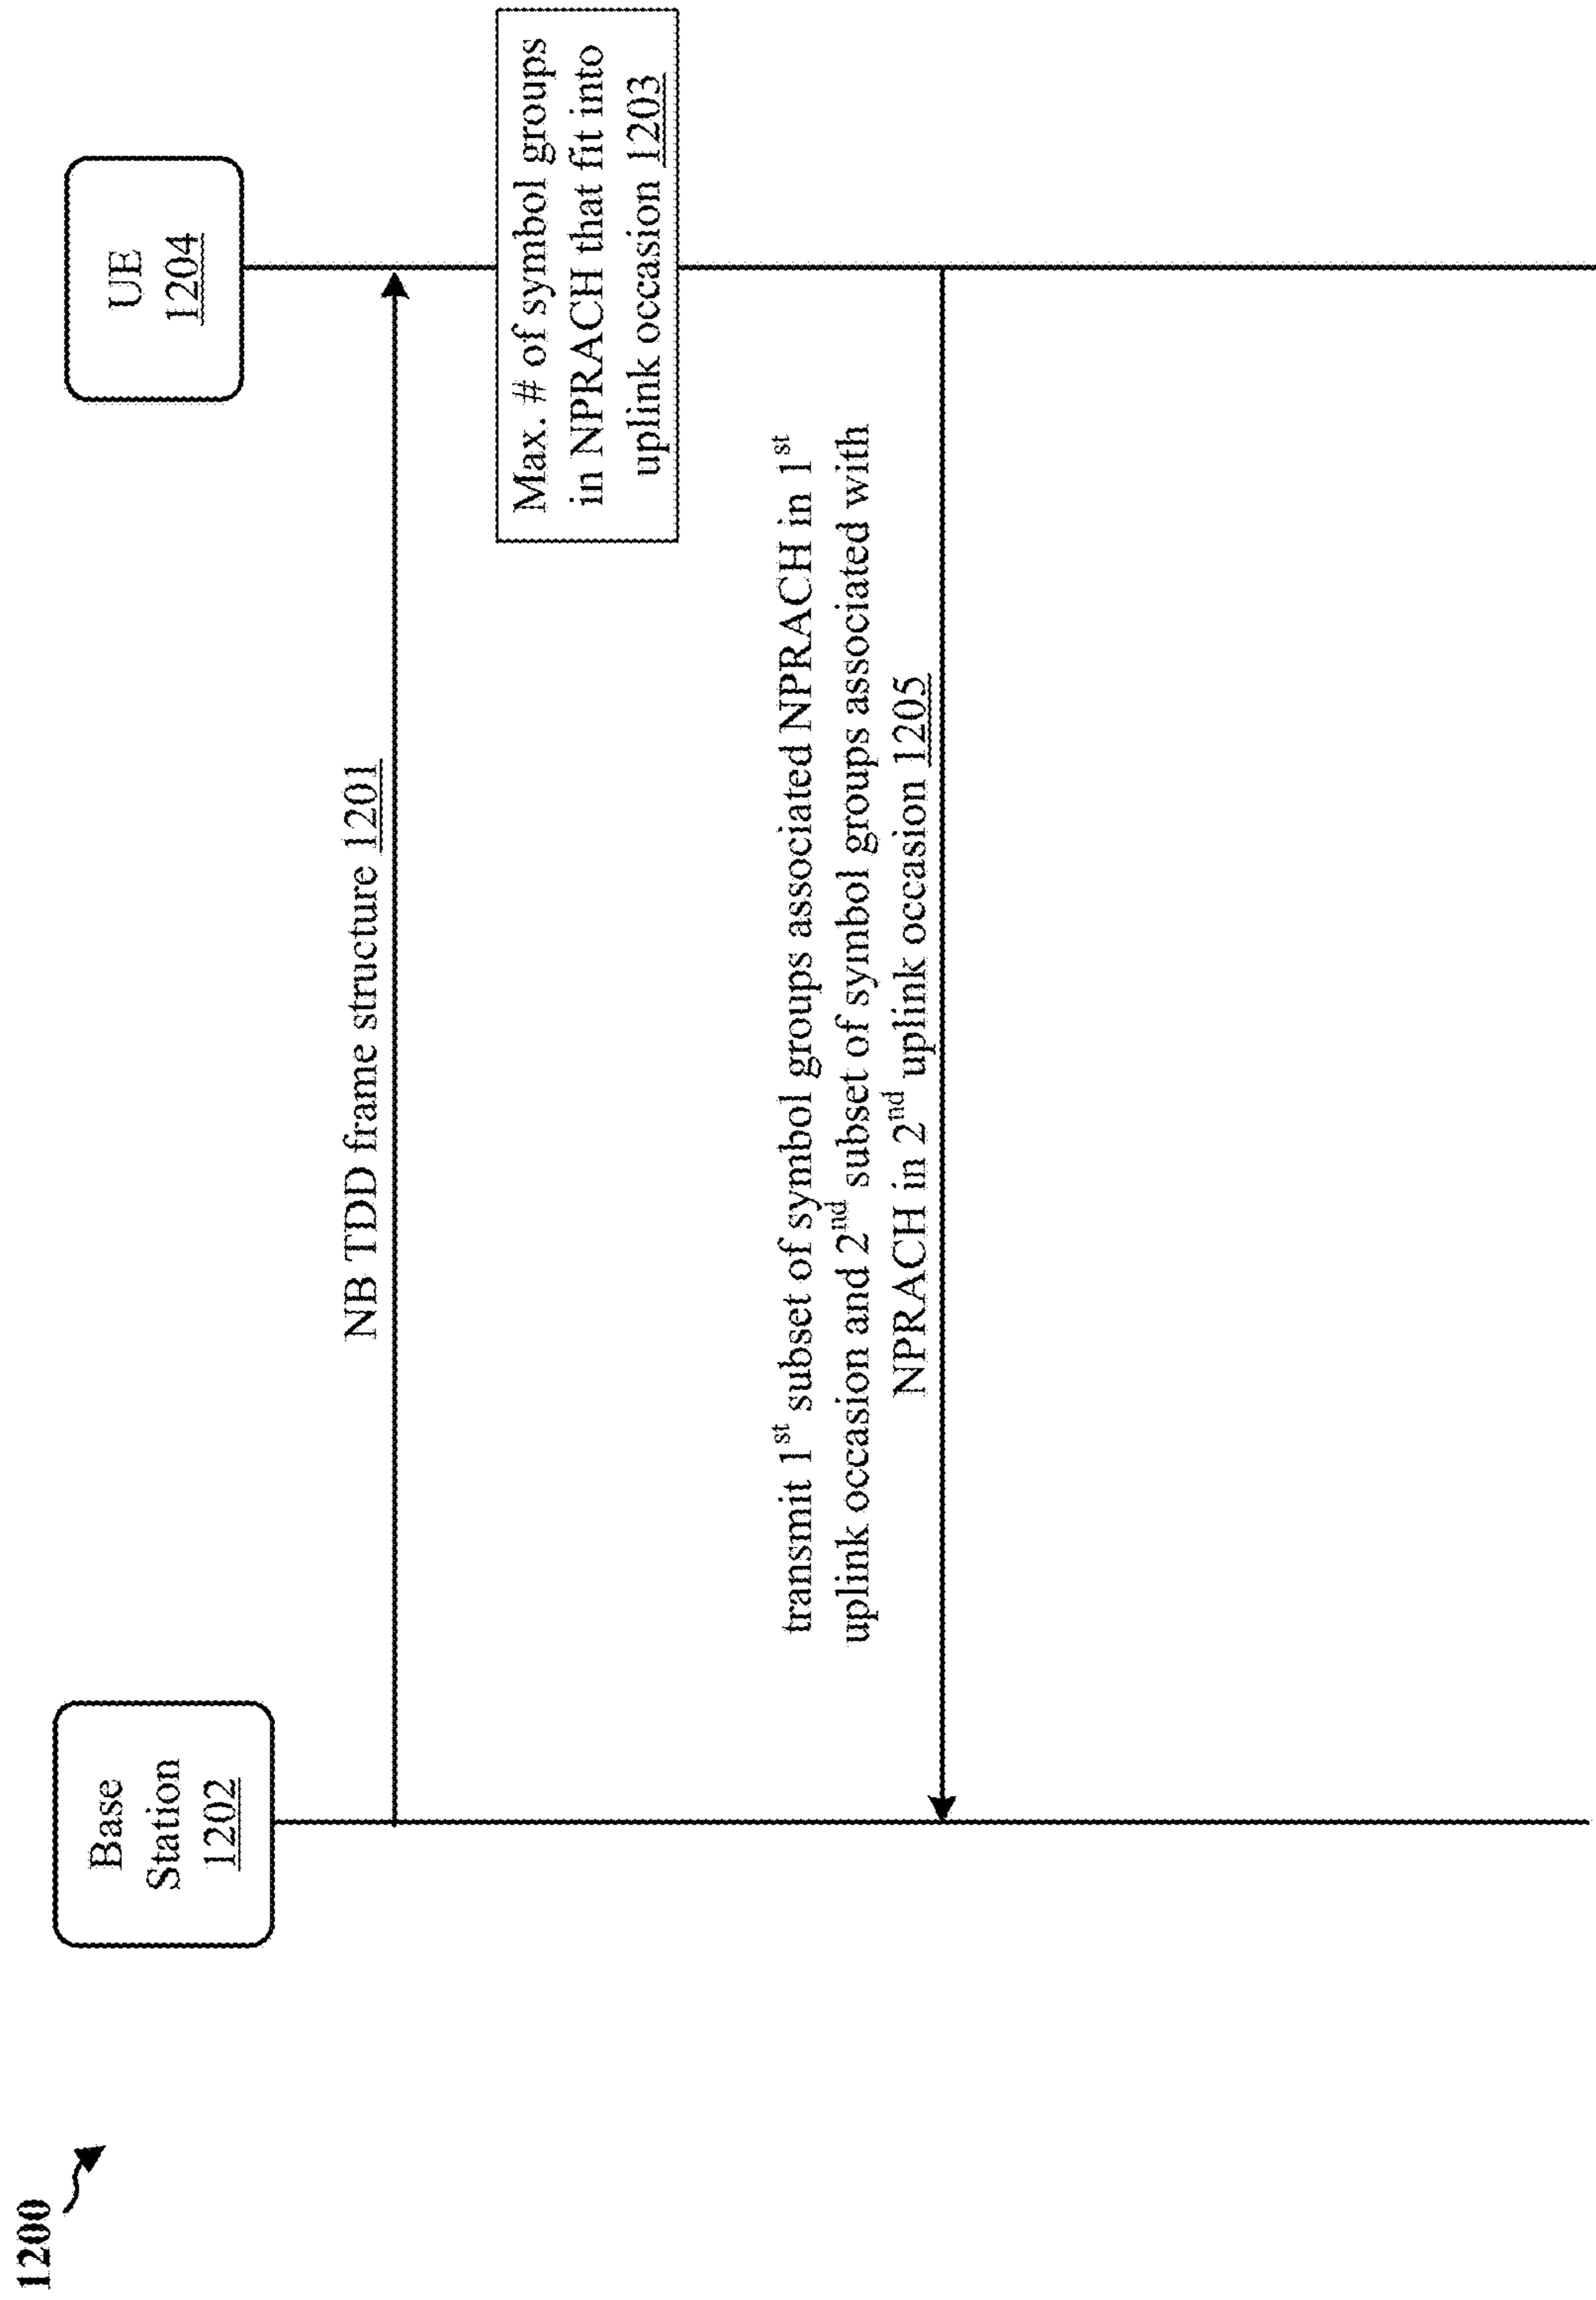 1200
Base
Station
1202
UE
1204
NB TDD frame structure 1201
Max. # of symbol groups
in NPRACH that fit into
uplink occasion 1203
transmit 1st subset of symbol groups associated NPRACH in 1st
uplink occasion and 2nd subset of symbol groups associated with
NPRACH in 2nd uplink occasion 1205